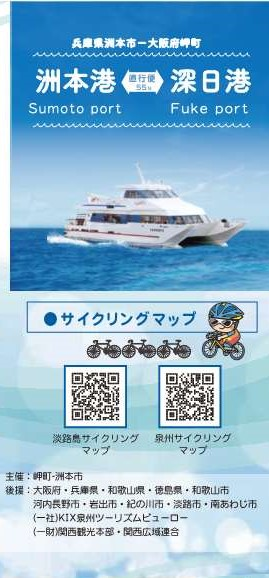 兵庫県洲本市－大阪府岬町
洲本港 直行便 55分 深日港
Sumoto port Fuke port
●サイクリングマップ
淡路島サイクリング
マップ
泉州サイクリング
マップ
主催：岬町・洲本市
後援：大阪府・兵庫県・和歌山県・徳島県・和歌山市
河内長野市・岩出市・紀の川市・淡路市・南あわじ市
(一社)KIX泉州ツーリズムビューロー
(一財)関西観光本部・関西広域連合